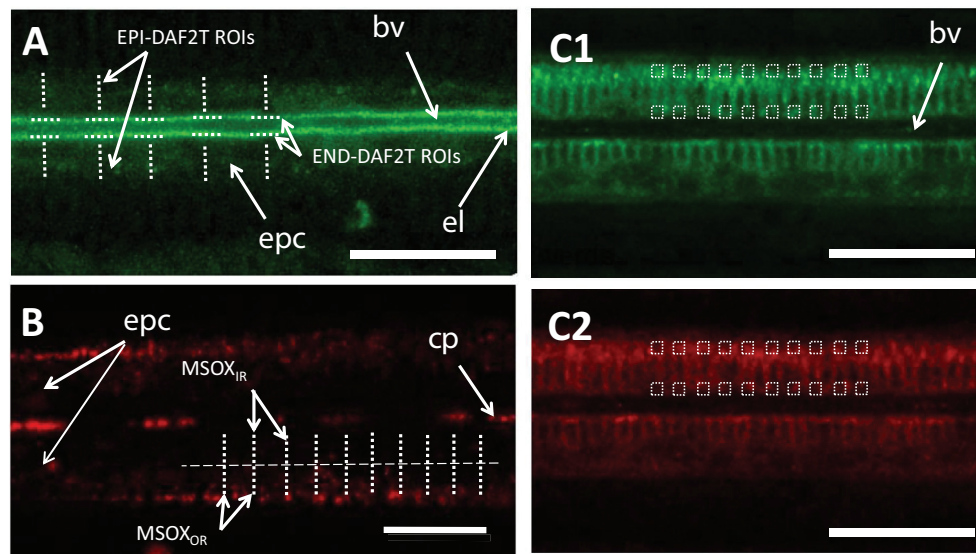 A
EPI-DAF2T ROIs
bv
END-DAF2T ROIs
epc
el
B
epc
MSOX_IR
cp
MSOX_OR
C1
bv
C2